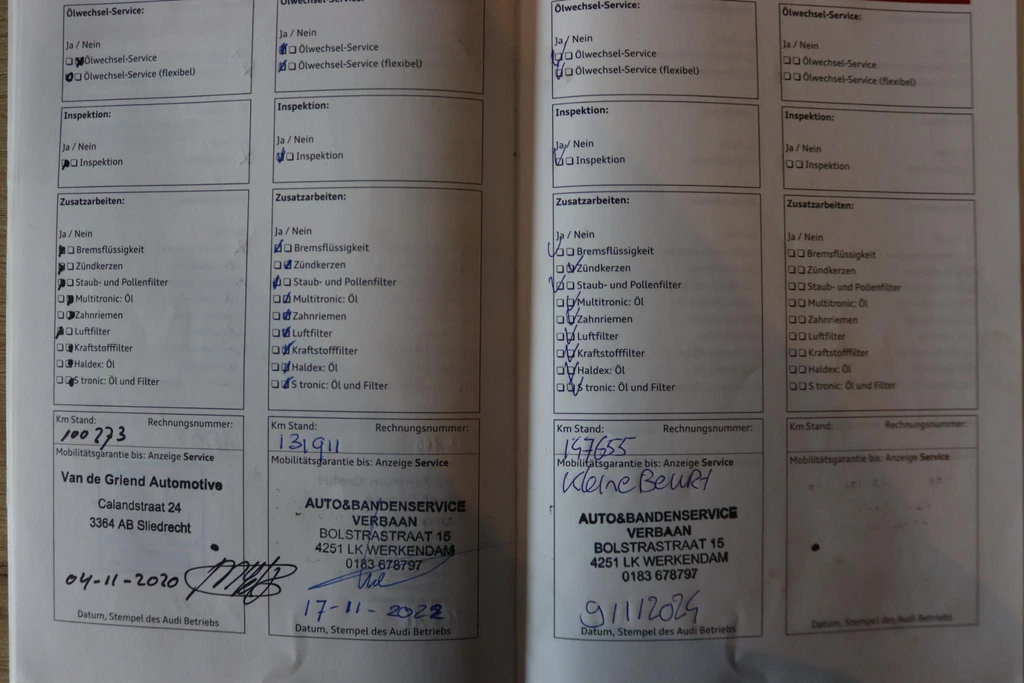 Ölwechsel-Service:
Ja / Nein
Ölwechsel-Service
Ölwechsel-Service (flexibel)
Inspektion:
Ja / Nein
Inspektion
Zusatzarbeiten:
Ja / Nein
Bremsflüssigkeit
Zündkerzen
Staub- und Pollenfilter
Multitronic: Öl
Zahnriemen
Luftfilter
Kraftstofffilter
Haldex: Öl
S tronic: Öl und Filter
Km Stand: Rechnungsnummer:
100273
Mobilitätsgarantie bis: Anzeige Service
Van de Griend Automotive
Calandstraat 24
3364 AB Sliedrecht
04-11-2020
Datum, Stempel des Audi Betriebs
Ölwechsel-Service:
Ja / Nein
Ölwechsel-Service
Ölwechsel-Service (flexibel)
Inspektion:
Ja / Nein
Inspektion
Zusatzarbeiten:
Ja / Nein
Bremsflüssigkeit
Zündkerzen
Staub- und Pollenfilter
Multitronic: Öl
Zahnriemen
Luftfilter
Kraftstofffilter
Haldex: Öl
S tronic: Öl und Filter
Km Stand: Rechnungsnummer:
131911
Mobilitätsgarantie bis: Anzeige Service
AUTO&BANDENSERVICE
VERBAAN
BOLSTRASTRAAT 15
4251 LK WERKENDAM
0183 678797
17-11-2022
Datum, Stempel des Audi Betriebs
Ölwechsel-Service:
Ja / Nein
Ölwechsel-Service
Ölwechsel-Service (flexibel)
Inspektion:
Ja / Nein
Inspektion
Zusatzarbeiten:
Ja / Nein
Bremsflüssigkeit
Zündkerzen
Staub- und Pollenfilter
Multitronic: Öl
Zahnriemen
Luftfilter
Kraftstofffilter
Haldex: Öl
S tronic: Öl und Filter
Km Stand: Rechnungsnummer:
147655
Mobilitätsgarantie bis: Anzeige Service
Kleine Beurt
AUTO&BANDENSERVICE
VERBAAN
BOLSTRASTRAAT 15
4251 LK WERKENDAM
0183 678797
9/11/2024
Datum, Stempel des Audi Betriebs
Ölwechsel-Service:
Ja / Nein
Ölwechsel-Service
Ölwechsel-Service (flexibel)
Inspektion:
Ja / Nein
Inspektion
Zusatzarbeiten:
Ja / Nein
Bremsflüssigkeit
Zündkerzen
Staub- und Pollenfilter
Multitronic: Öl
Zahnriemen
Luftfilter
Kraftstofffilter
Haldex: Öl
S tronic: Öl und Filter
Km Stand: Rechnungsnummer:
Mobilitätsgarantie bis: Anzeige Service
Datum, Stempel des Audi Betriebs